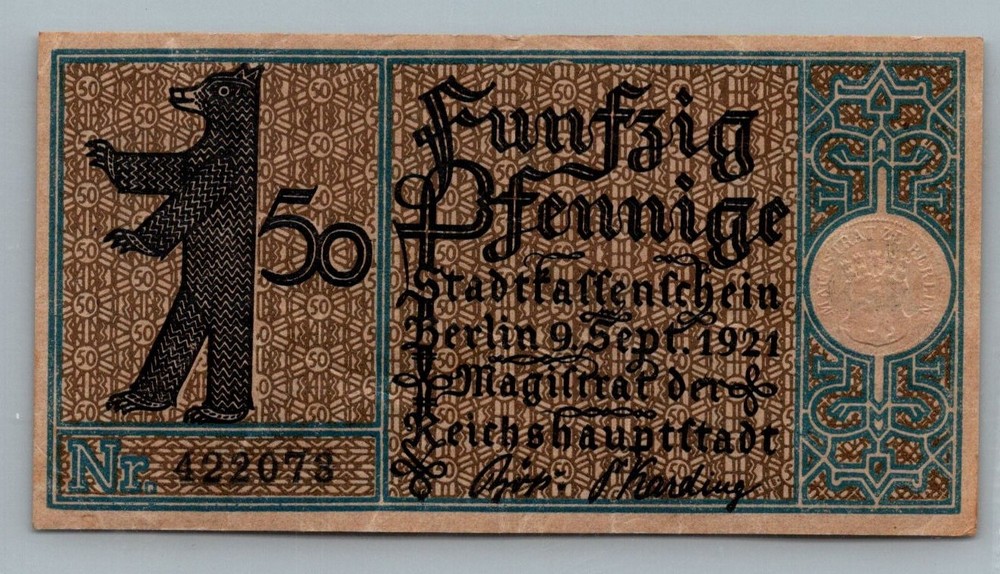 50
Funfzig
Pfennige
Stadtkassenschein
Berlin 9. Sept. 1921
Magistrat der
Reichshauptstadt
Nr. 422073